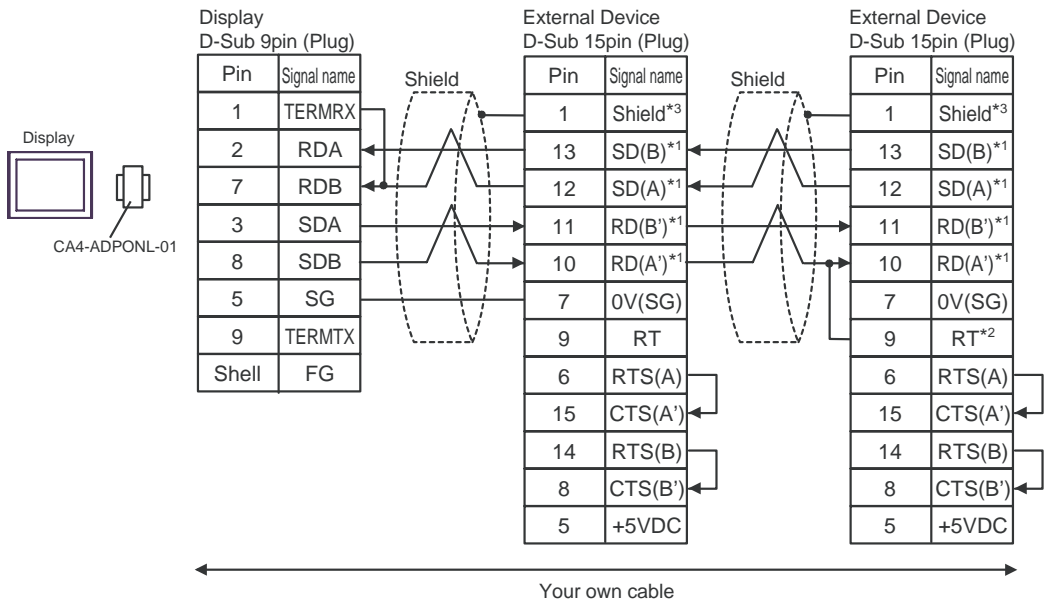 Display
D-Sub 9pin (Plug)
External Device
D-Sub 15pin (Plug)
External Device
D-Sub 15pin (Plug)
Pin Signal name
1 TERMRX
2 RDA
7 RDB
3 SDA
8 SDB
5 SG
9 TERMTX
Shell FG
Shield
Pin Signal name
1 Shield*3
13 SD(B)*1
12 SD(A)*1
11 RD(B')*1
10 RD(A')*1
7 0V(SG)
9 RT
6 RTS(A)
15 CTS(A')
14 RTS(B)
8 CTS(B')
5 +5VDC
Shield
Pin Signal name
1 Shield*3
13 SD(B)*1
12 SD(A)*1
11 RD(B')*1
10 RD(A')*1
7 0V(SG)
9 RT*2
6 RTS(A)
15 CTS(A')
14 RTS(B)
8 CTS(B')
5 +5VDC
Display
CA4-ADPONL-01
Your own cable